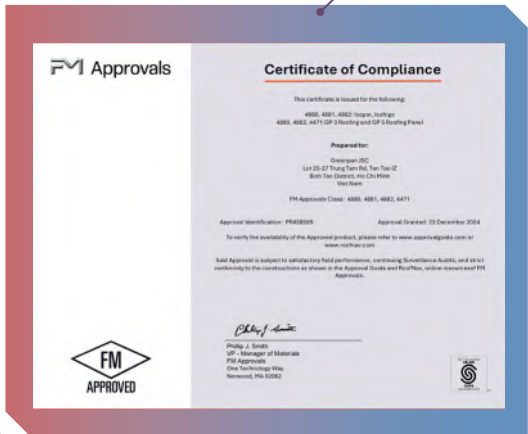 FM Approvals
Certificate of Compliance
This certificate is issued for the following:
4880, 4881, 4882; Isopar, Isofrigo
4880, 4882, 4471; GP 3 Roofing and GP 5 Roofing Panel
Prepared for:
Greenpan JSC
Lot 25-27 Trung Tam Rd, Tan Tao IZ
Binh Tan District, Ho Chi Minh
Viet Nam
FM Approvals Class: 4880, 4881, 4882, 4471
Approval Identification: PR458509
Approval Granted: 25 December 2024
To verify the availability of the Approved product, please refer to www.approvalguide.com or
www.roofnav.com
Said Approval is subject to satisfactory field performance, continuing Surveillance Audits, and strict
conformity to the constructions as shown in the Approval Guide and RoofNav, online resources of FM
Approvals.
Phillip J. Smith
Phillip J. Smith
VP - Manager of Materials
FM Approvals
One Technology Way,
Norwood, MA 02062
FM
APPROVED